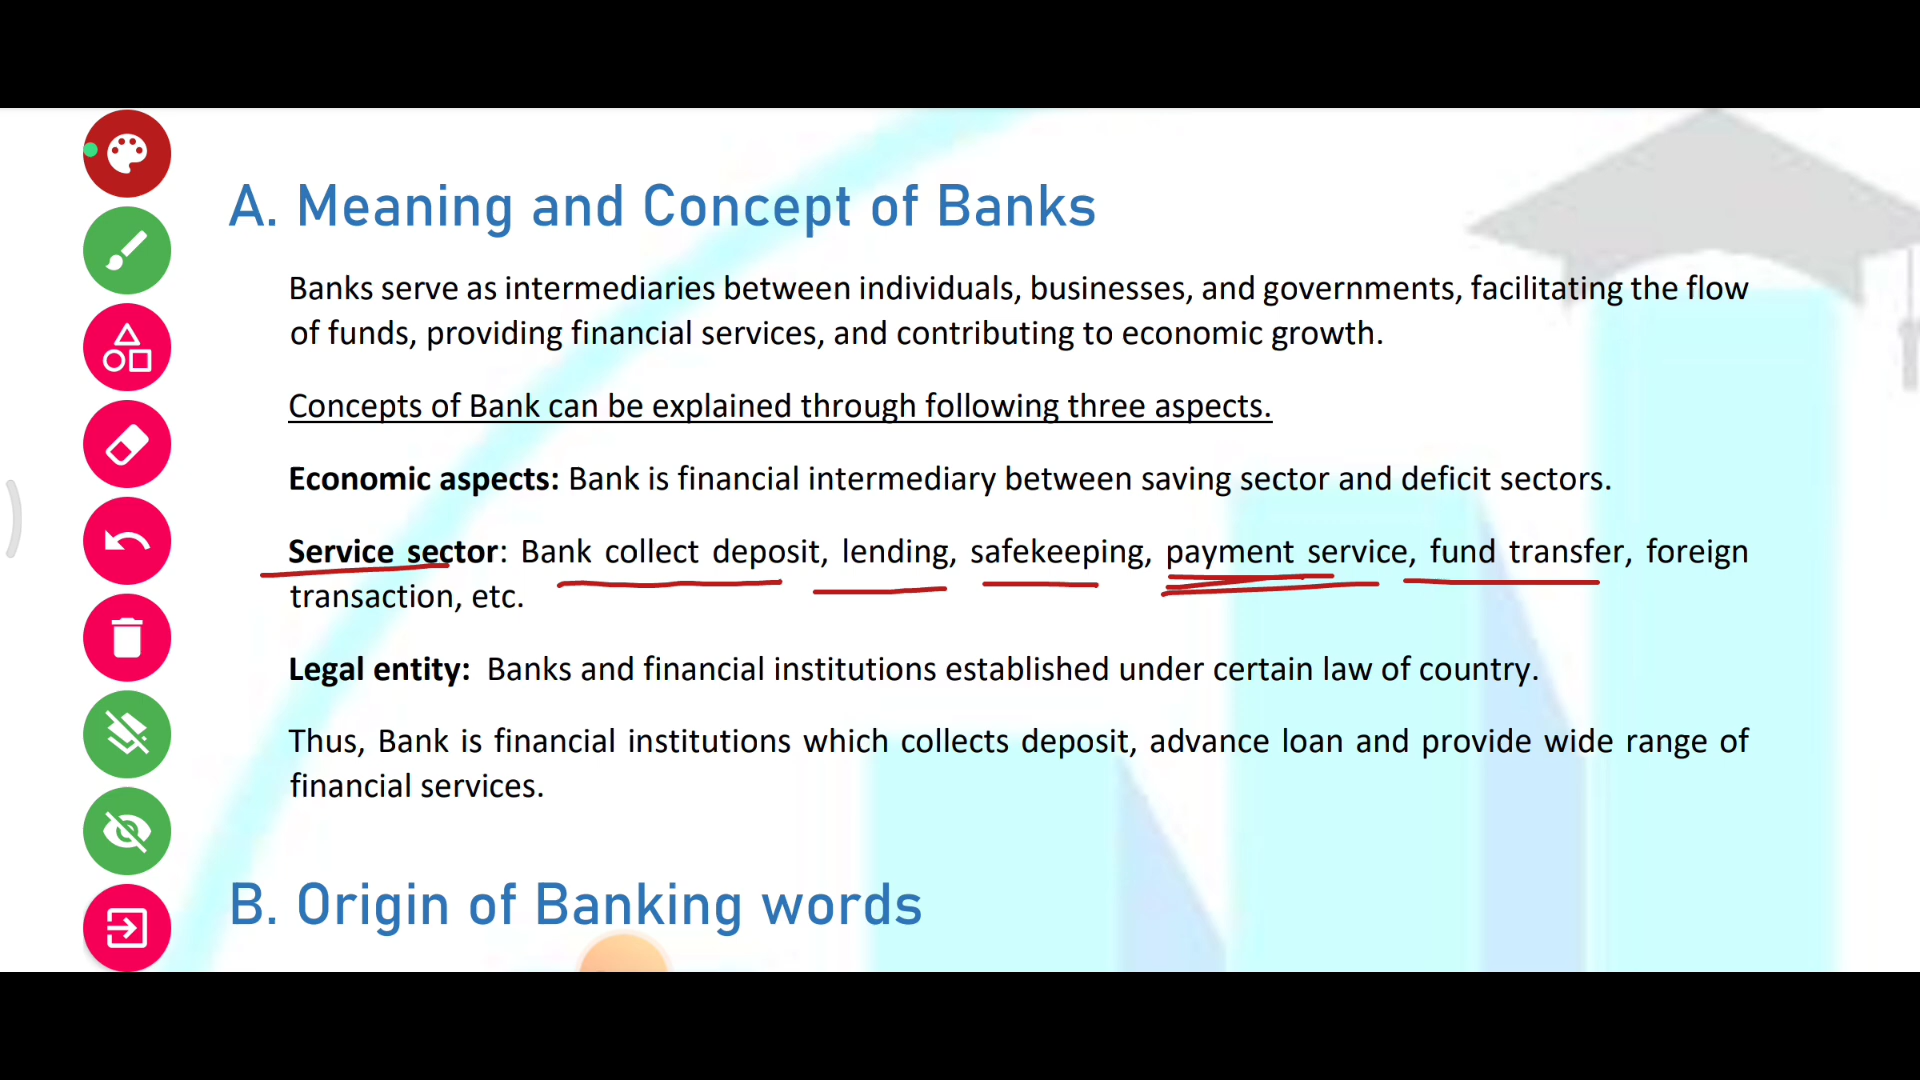 A. Meaning and Concept of Banks
Banks serve as intermediaries between individuals, businesses, and governments, facilitating the flow
of funds, providing financial services, and contributing to economic growth.
Concepts of Bank can be explained through following three aspects.
Economic aspects: Bank is financial intermediary between saving sector and deficit sectors.
Service sector: Bank collect deposit, lending, safekeeping, payment service, fund transfer, foreign
transaction, etc.
Legal entity: Banks and financial institutions established under certain law of country.
Thus, Bank is financial institutions which collects deposit, advance loan and provide wide range of
financial services.
B. Origin of Banking words